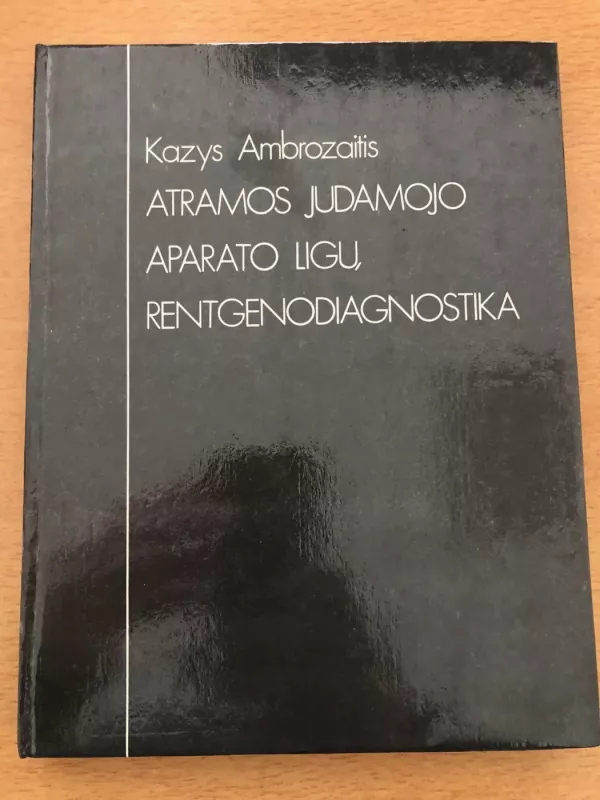 Kazys Ambrozaitis
ATRAMOS JUDAMOJO
APARATO LIGŲ
RENTGENODIAGNOSTIKA